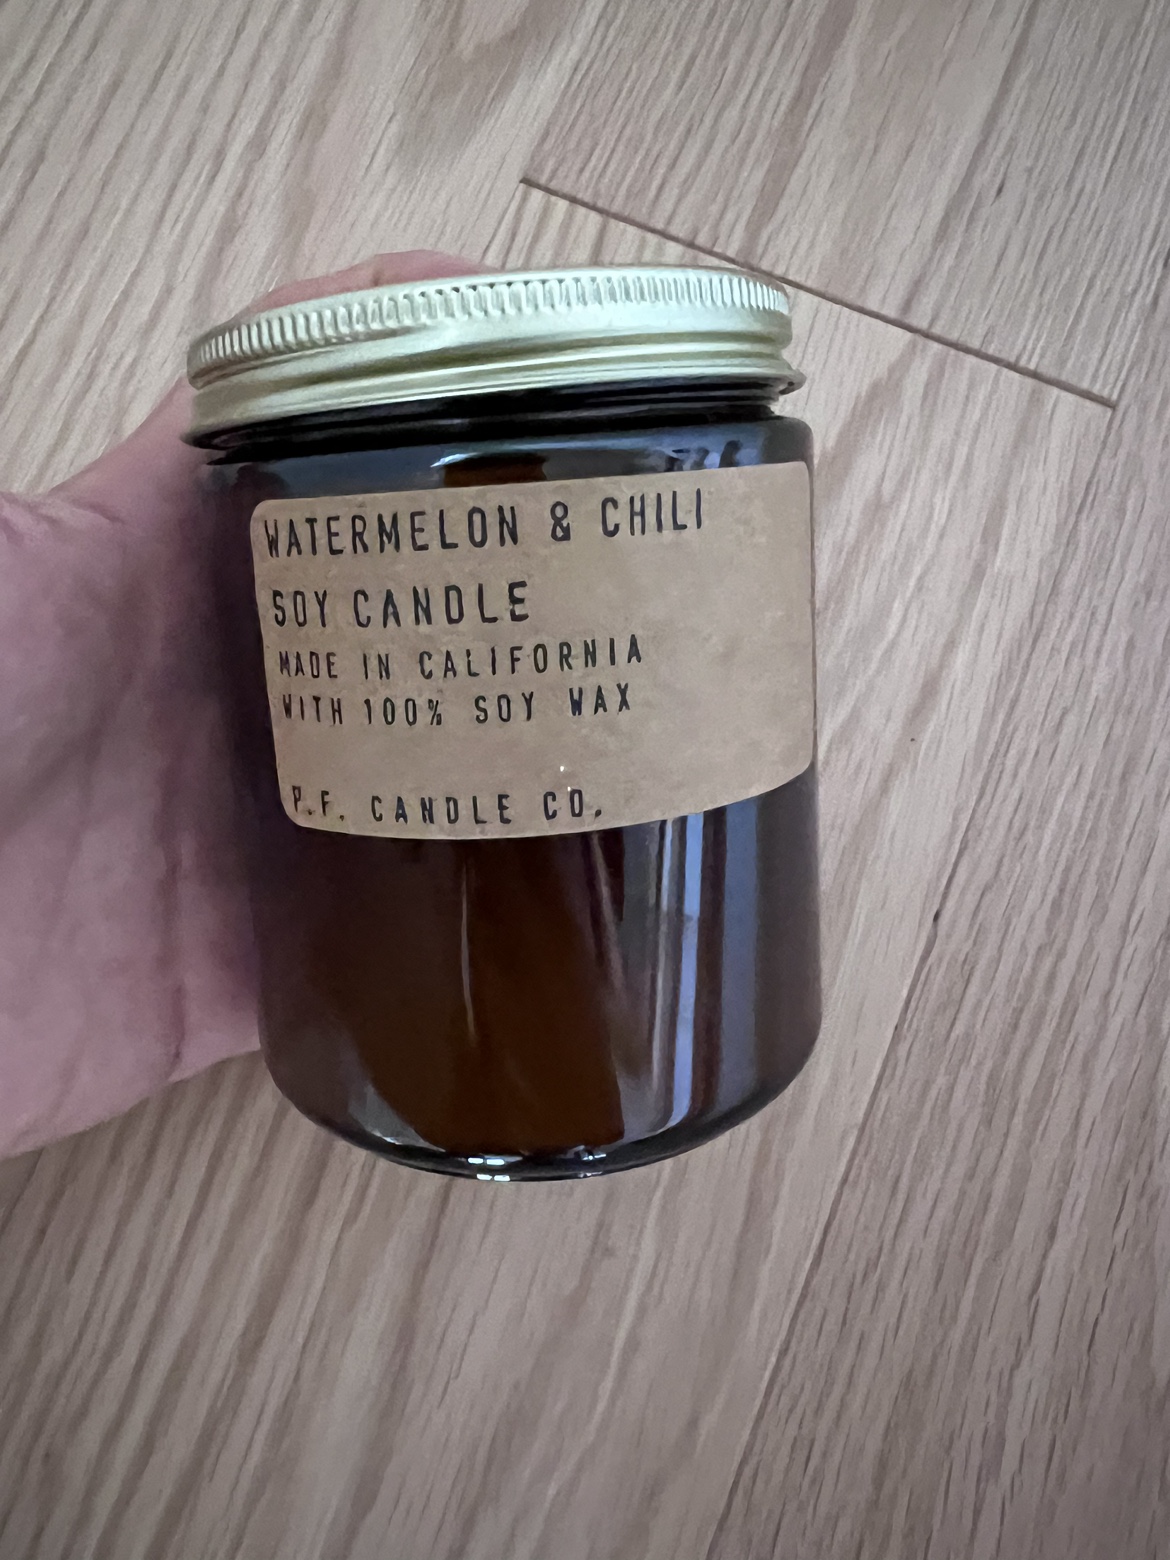 WATERMELON & CHILI
SOY CANDLE
MADE IN CALIFORNIA
WITH 100% SOY WAX
P.F. CANDLE CO.